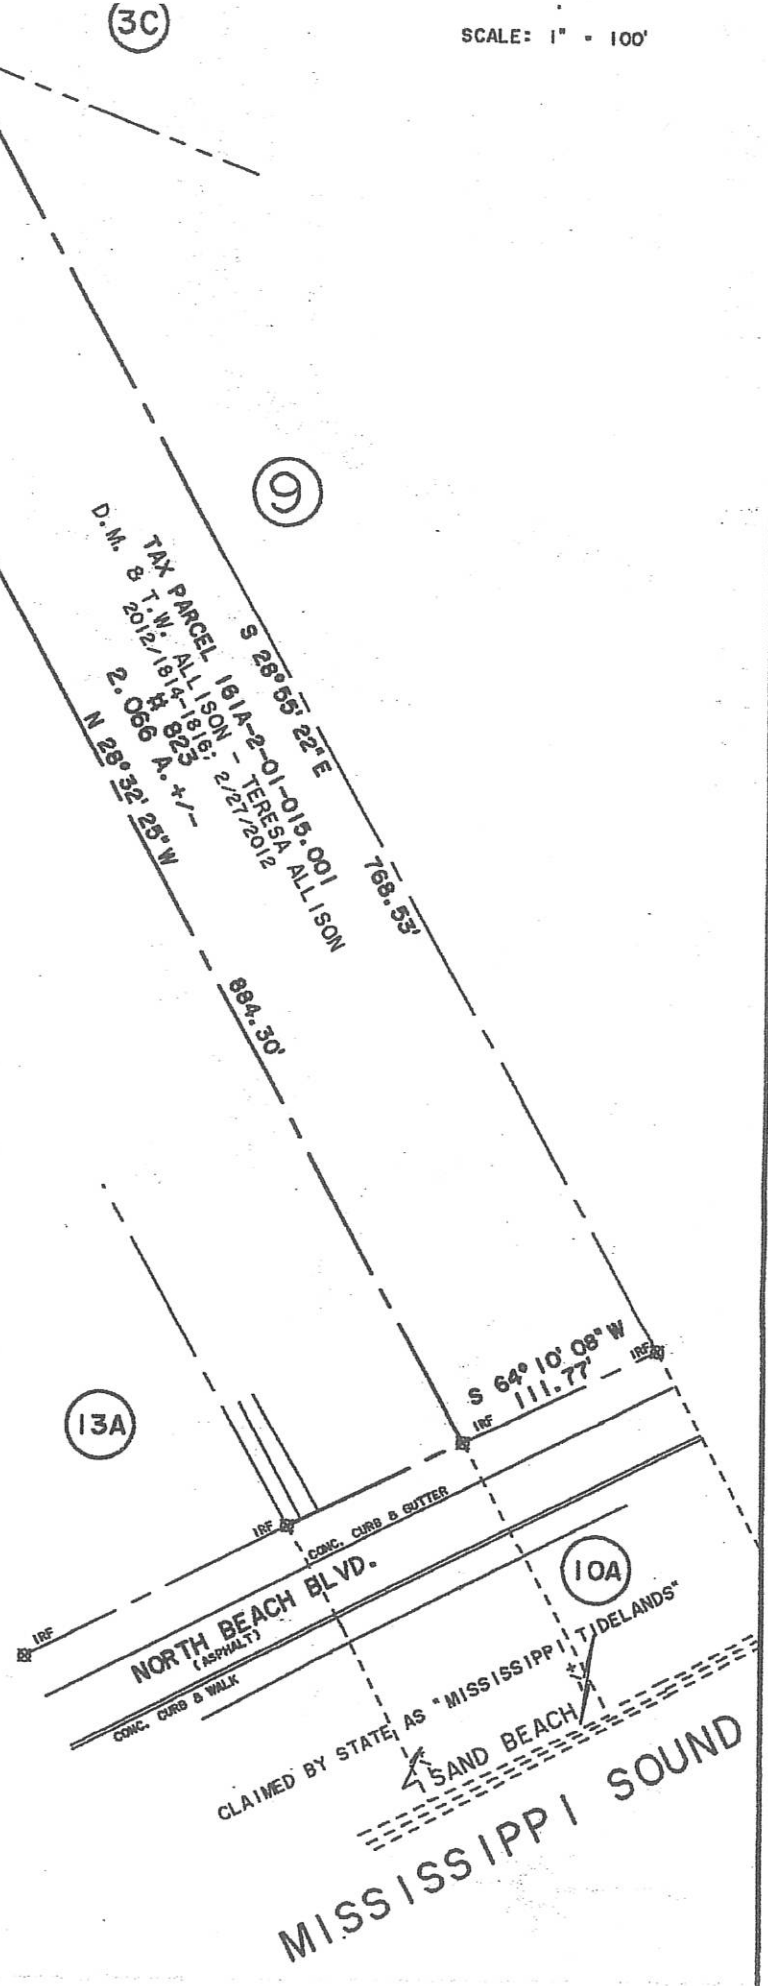 3C
SCALE: 1" = 100'
9
TAX PARCEL 161A-2-01-015.001
D.M. & T.W. ALLISON - TERESA ALLISON
2012/1814-1816; 2/27/2012
# 823
2.066 A. +/-
S 28° 55' 22" E
768.53'
N 28° 32' 25" W
884.30'
S 64° 10' 08" W
111.77'
IRF
IRF
13A
IRF
IRF
CONC. CURB & GUTTER
NORTH BEACH BLVD.
(ASPHALT)
CONC. CURB & WALK
10A
CLAIMED BY STATE AS "MISSISSIPPI TIDELANDS"
SAND BEACH
MISSISSIPPI SOUND